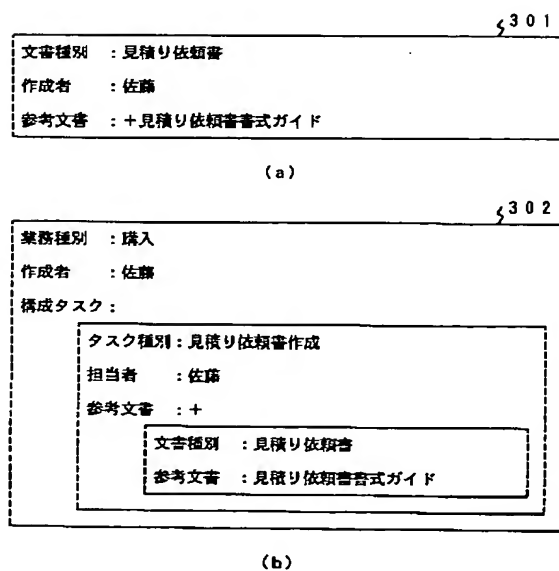 301
文書種別 : 見積り依頼書
作成者 : 佐藤
参考文書 : +見積り依頼書書式ガイド
(a)
302
業務種別 : 購入
作成者 : 佐藤
構成タスク :
タスク種別 : 見積り依頼書作成
担当者 : 佐藤
参考文書 : +
文書種別 : 見積り依頼書
参考文書 : 見積り依頼書書式ガイド
(b)